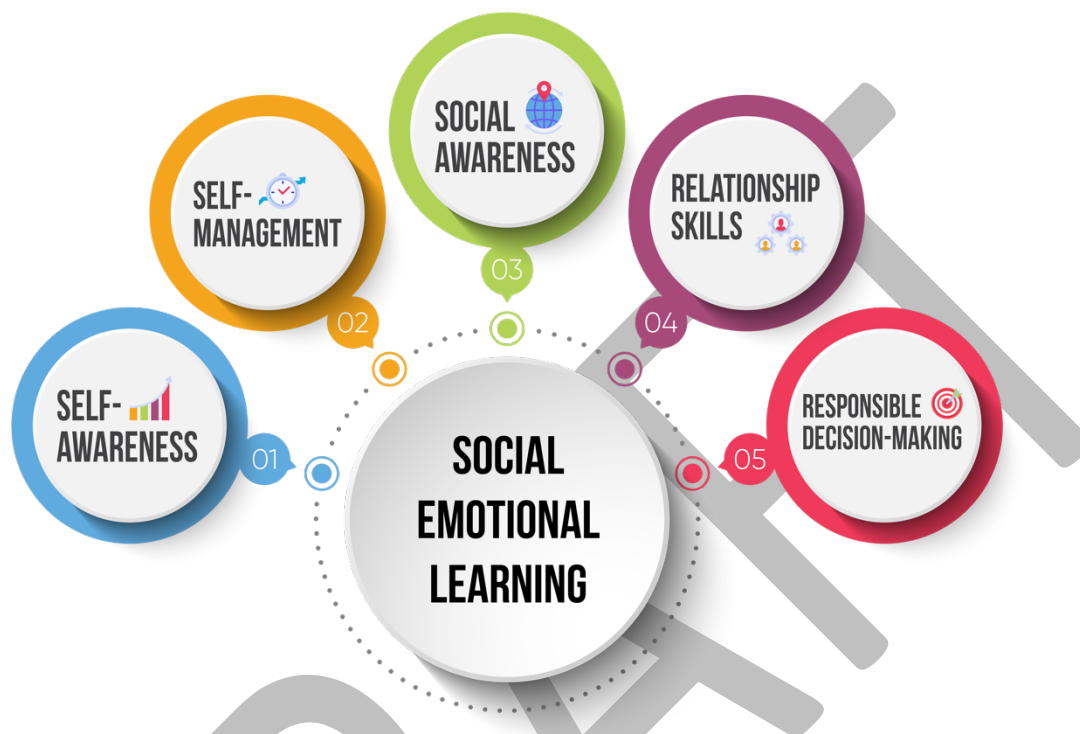 SOCIAL
AWARENESS
SELF-
MANAGEMENT
RELATIONSHIP
SKILLS
03
02
04
SELF-
AWARENESS
RESPONSIBLE
DECISION-MAKING
01
05
SOCIAL
EMOTIONAL
LEARNING